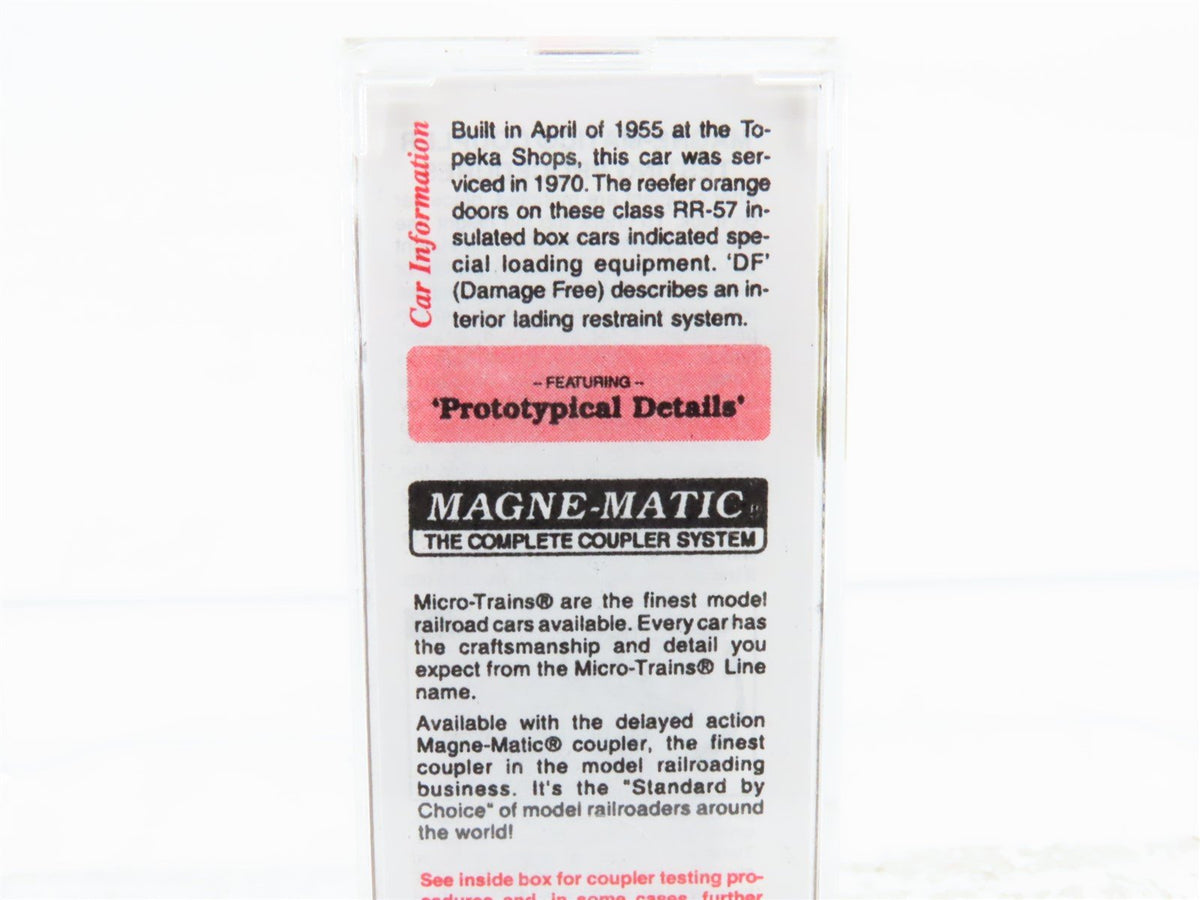 Car Information
Built in April of 1955 at the To-
peka Shops, this car was ser-
viced in 1970. The reefer orange
doors on these class RR-57 in-
sulated box cars indicated spe-
cial loading equipment. 'DF'
(Damage Free) describes an in-
terior lading restraint system.
-- FEATURING --
'Prototypical Details'
MAGNE-MATIC
THE COMPLETE COUPLER SYSTEM
Micro-Trains® are the finest model
railroad cars available. Every car has
the craftsmanship and detail you
expect from the Micro-Trains® Line
name.
Available with the delayed action
Magne-Matic® coupler, the finest
coupler in the model railroading
business. It's the "Standard by
Choice" of model railroaders around
the world!
See inside box for coupler testing pro-
cedures and, in some cases, further